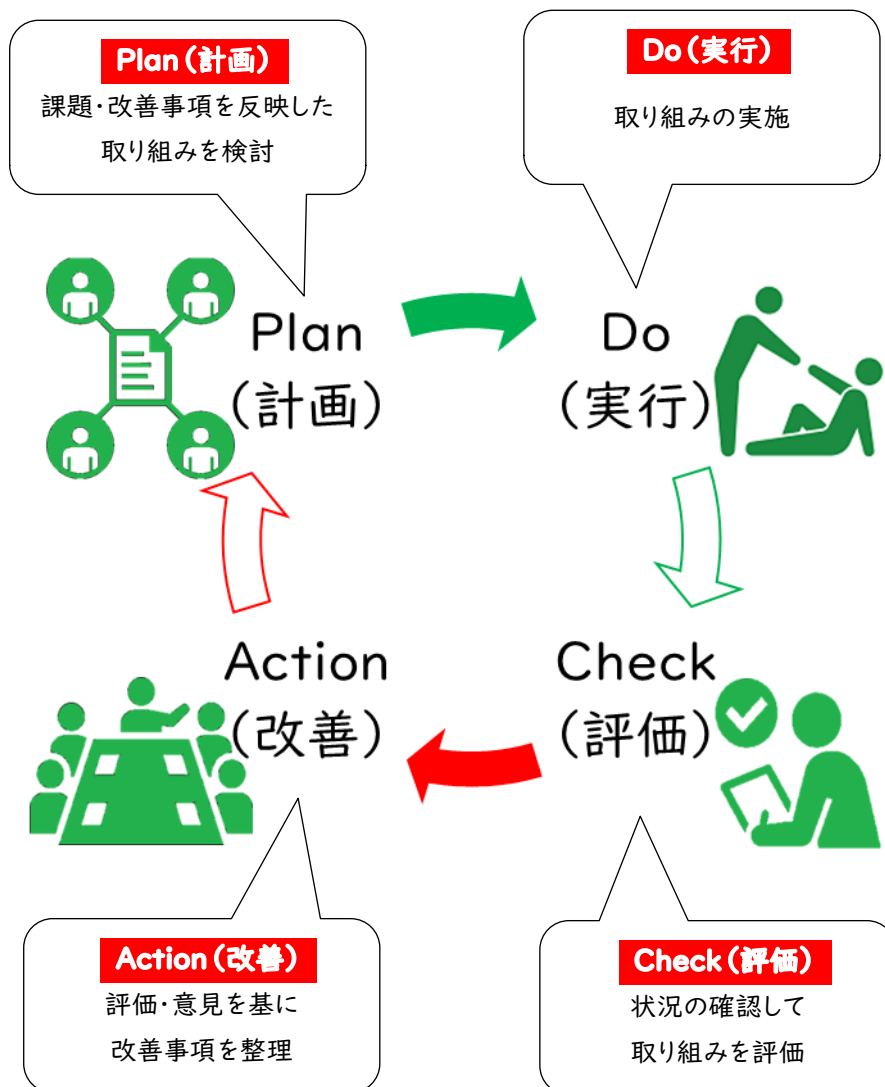 Plan（計画）
課題・改善事項を反映した
取り組みを検討
Do（実行）
取り組みの実施
Plan
（計画）
Do
（実行）
Action
（改善）
Check
（評価）
Action（改善）
評価・意見を基に
改善事項を整理
Check（評価）
状況の確認して
取り組みを評価